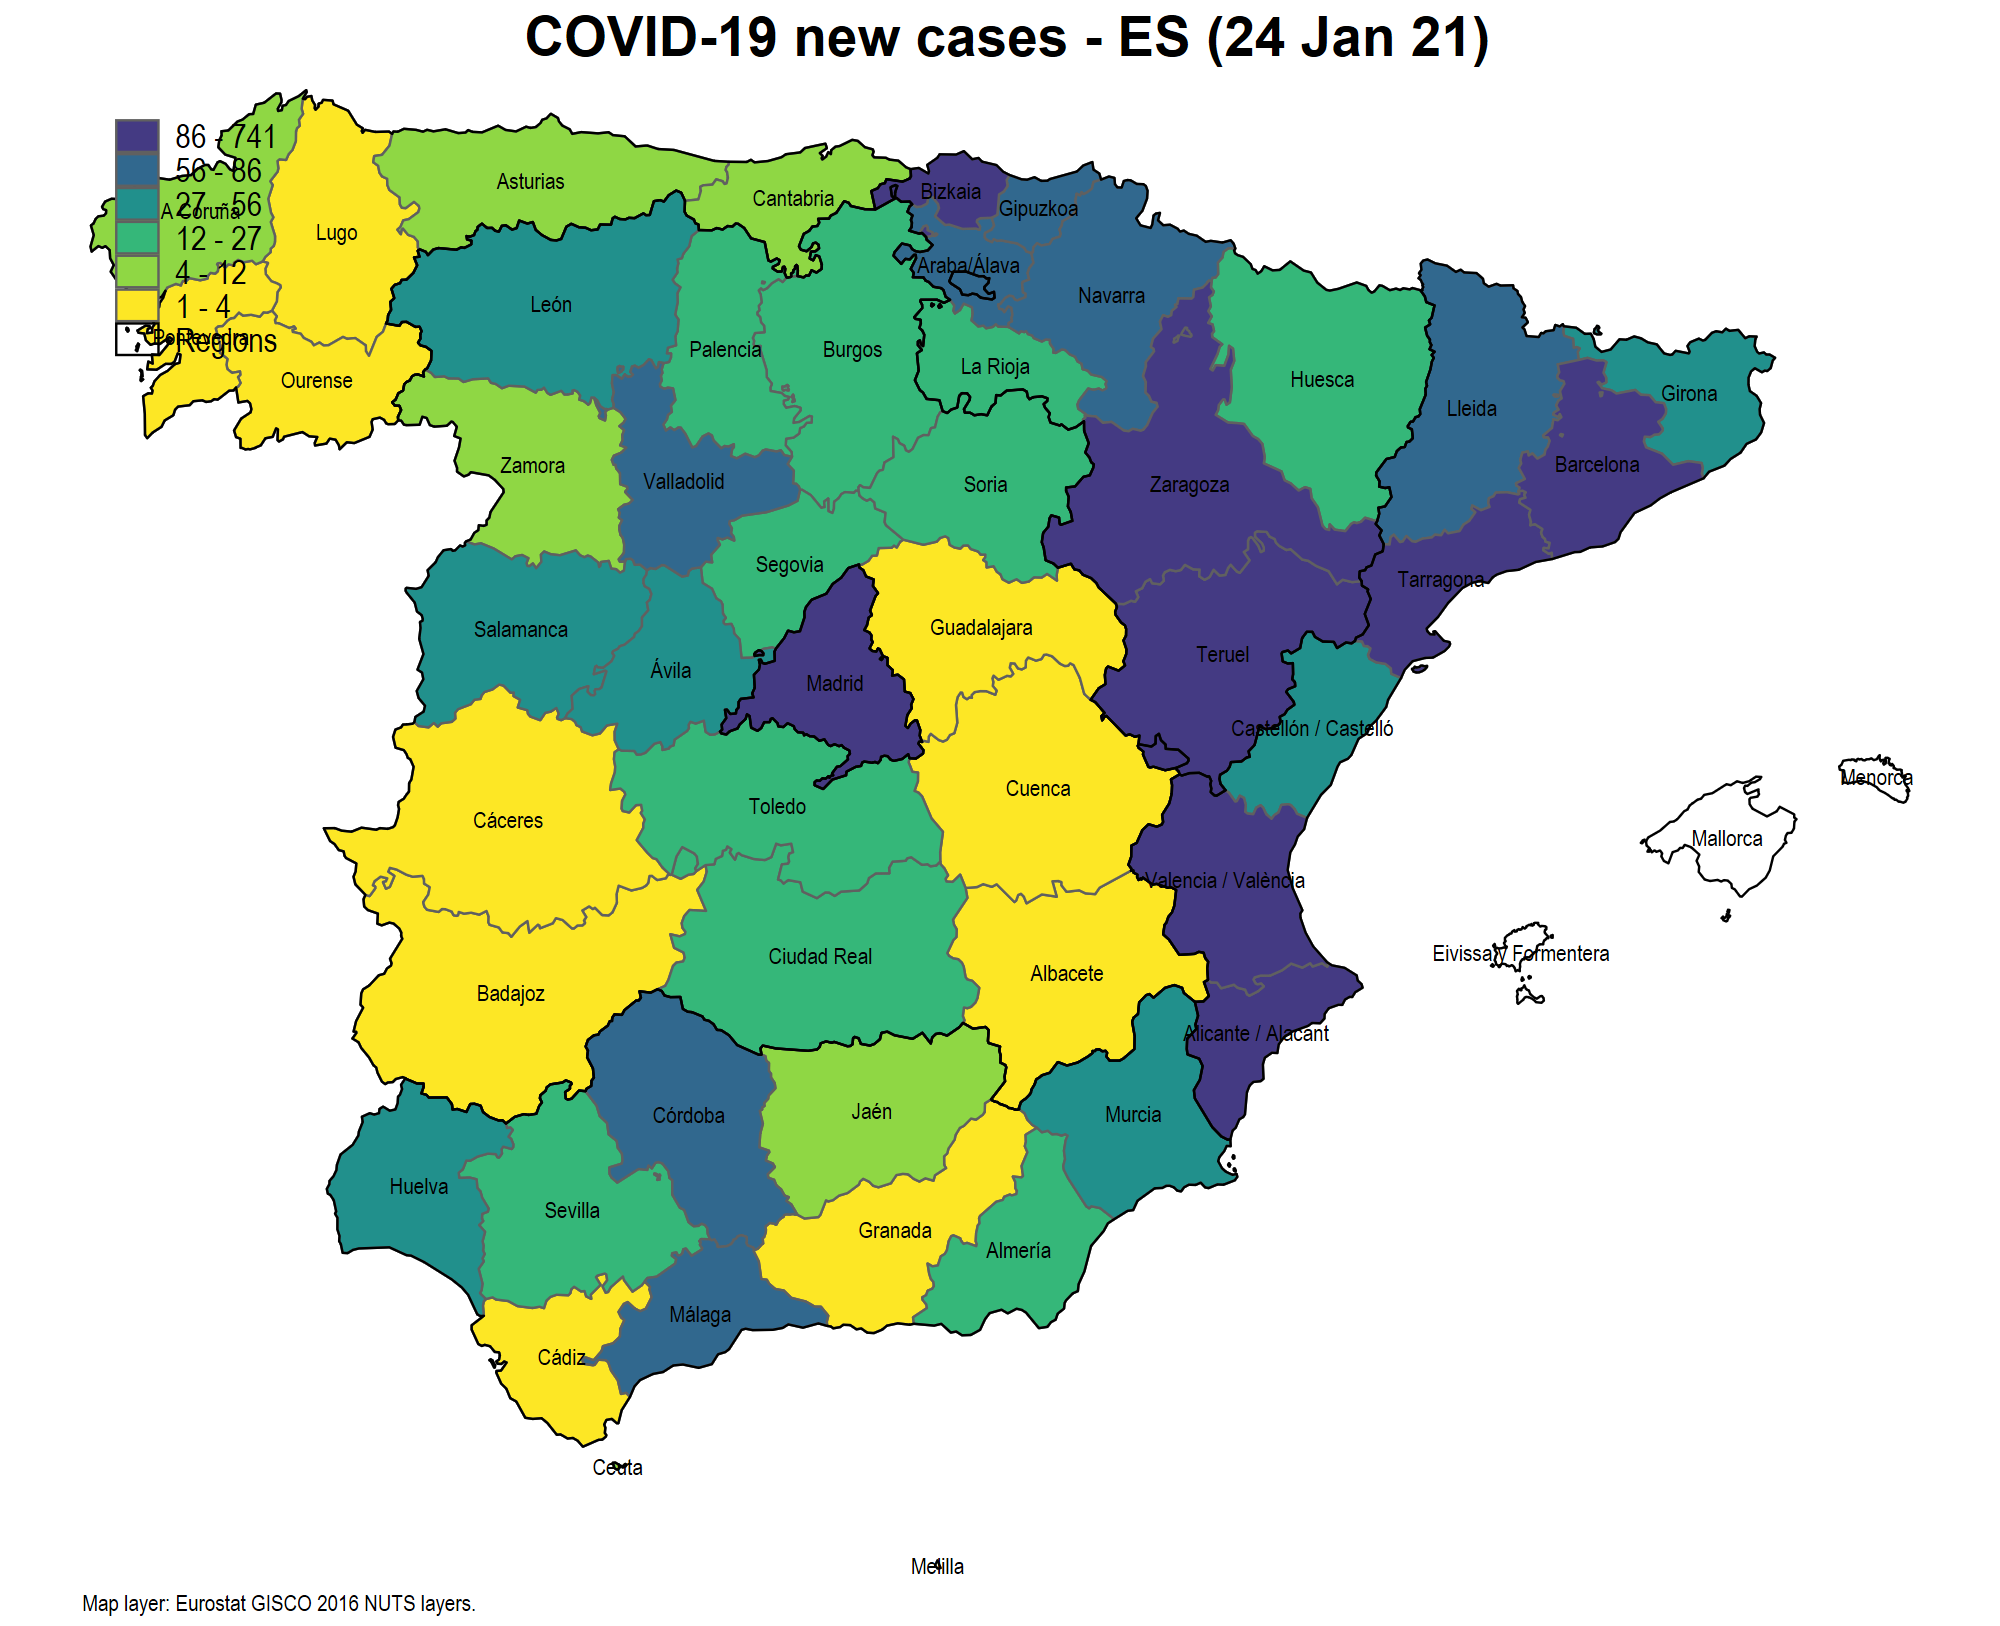 COVID-19 new cases - ES (24 Jan 21)
86 - 741
56 - 86
27 - 56
12 - 27
4 - 12
1 - 4
Regions
A Coruña
Lugo
Asturias
Cantabria
Bizkaia
Gipuzkoa
Araba/Álava
Navarra
León
Palencia
Burgos
La Rioja
Huesca
Lleida
Girona
Pontevedra
Ourense
Zamora
Valladolid
Soria
Zaragoza
Barcelona
Segovia
Tarragona
Salamanca
Ávila
Madrid
Guadalajara
Teruel
Castellón / Castelló
Cáceres
Toledo
Cuenca
Menorca
Mallorca
Valencia / València
Eivissa y Formentera
Badajoz
Ciudad Real
Albacete
Alicante / Alacant
Córdoba
Jaén
Murcia
Huelva
Sevilla
Granada
Almería
Málaga
Cádiz
Ceuta
Melilla
Map layer: Eurostat GISCO 2016 NUTS layers.